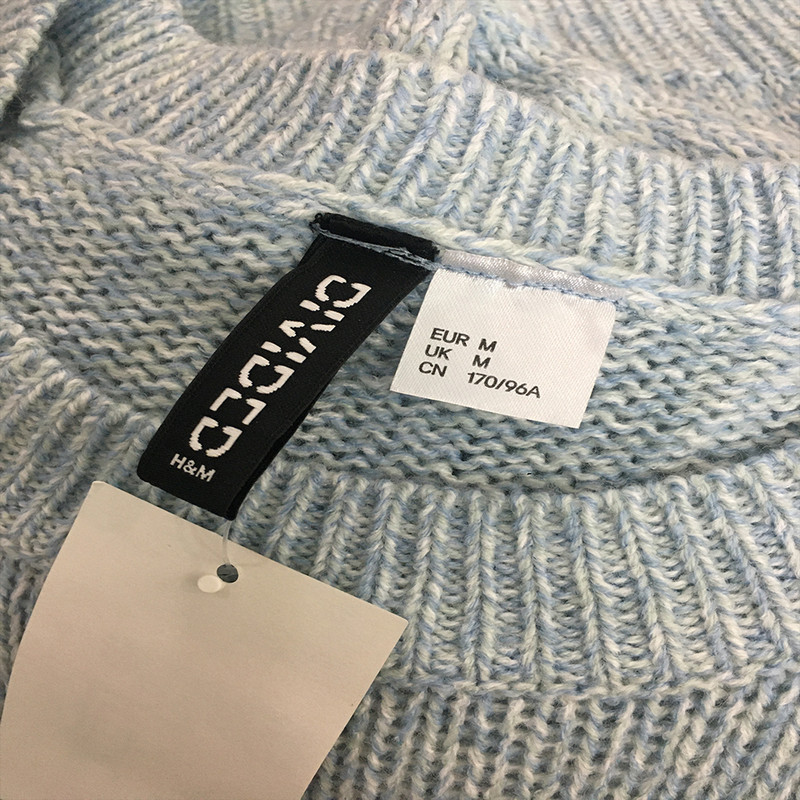 DIVIDED
H&M
EUR M
UK M
CN 170/96A